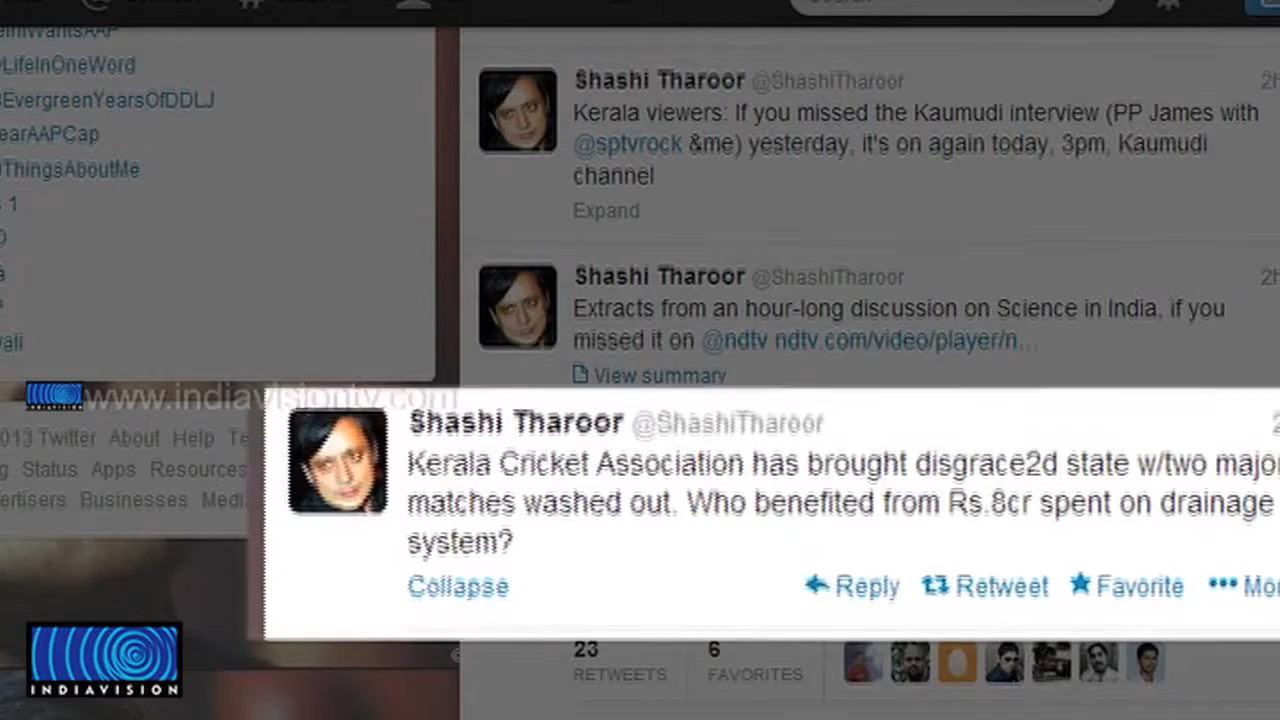 LifeInOneWord
EvergreenYearsOfDDLJ
earAAPCap
ThingsAboutMe
1
Shashi Tharoor @ShashiTharoor
Kerala viewers: If you missed the Kaumudi interview (PP James with
@sptvrock &me) yesterday, it's on again today, 3pm, Kaumudi
channel
Expand
Shashi Tharoor @ShashiTharoor
Extracts from an hour-long discussion on Science in India, if you
missed it on @ndtv ndtv.com/video/player/n...
View summary
www.indiavisiontv.com
013 Twitter About Help
Status Apps Resources
ertisers Businesses
Shashi Tharoor @ShashiTharoor
Kerala Cricket Association has brought disgrace2d state w/two major
matches washed out. Who benefited from Rs.8cr spent on drainage
system?
Collapse Reply Retweet Favorite
23 6
RETWEETS FAVORITES
INDIAVISION